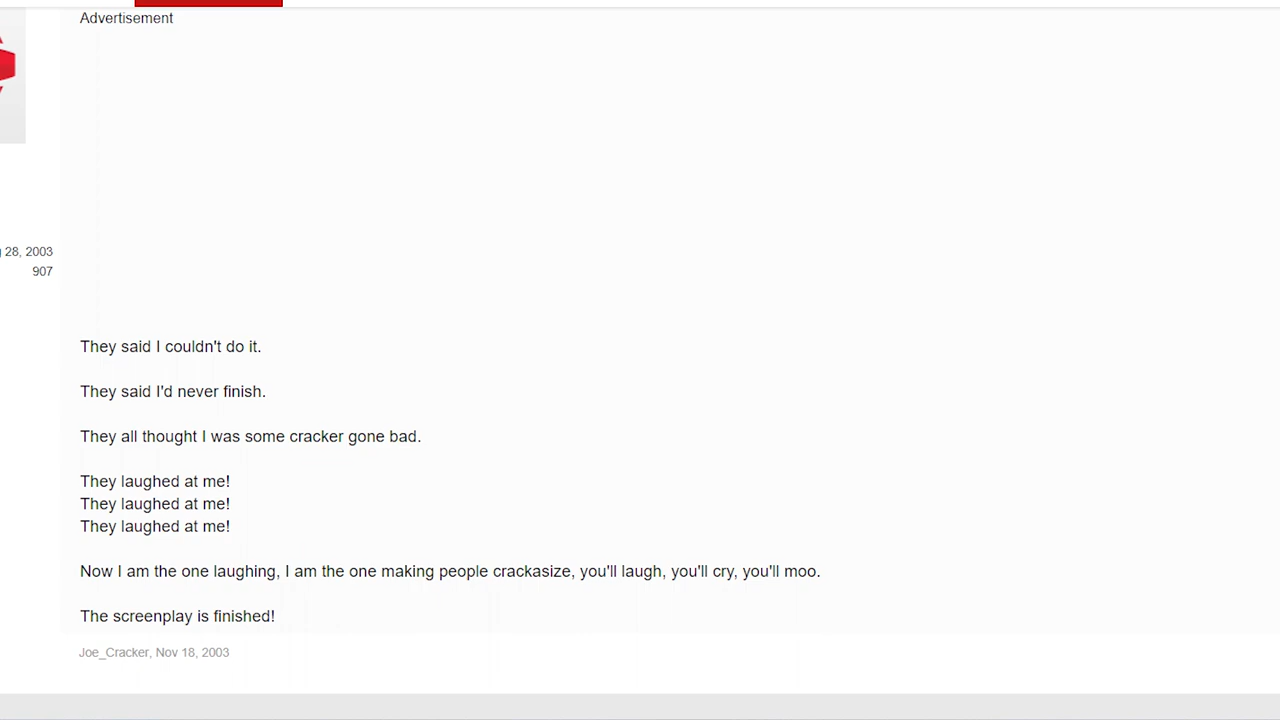 Advertisement
28, 2003
907
They said I couldn't do it.
They said I'd never finish.
They all thought I was some cracker gone bad.
They laughed at me!
They laughed at me!
They laughed at me!
Now I am the one laughing, I am the one making people crackasize, you'll laugh, you'll cry, you'll moo.
The screenplay is finished!
Joe_Cracker, Nov 18, 2003